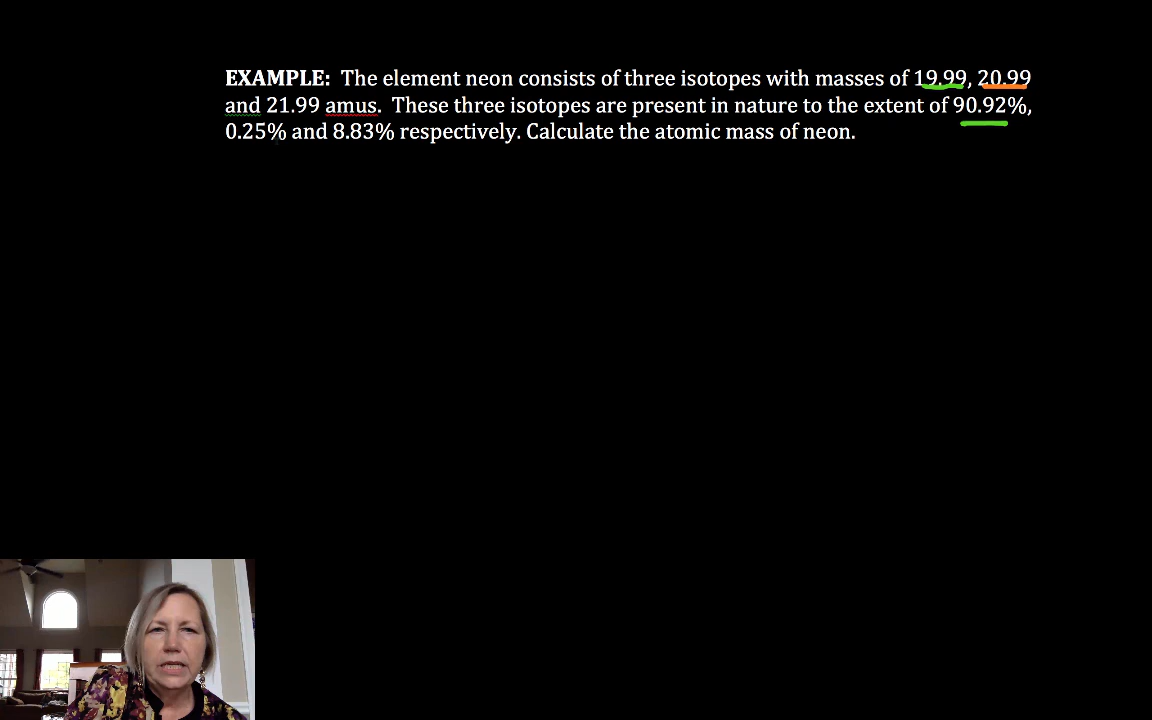 EXAMPLE: The element neon consists of three isotopes with masses of 19.99, 20.99
and 21.99 amus. These three isotopes are present in nature to the extent of 90.92%,
0.25% and 8.83% respectively. Calculate the atomic mass of neon.